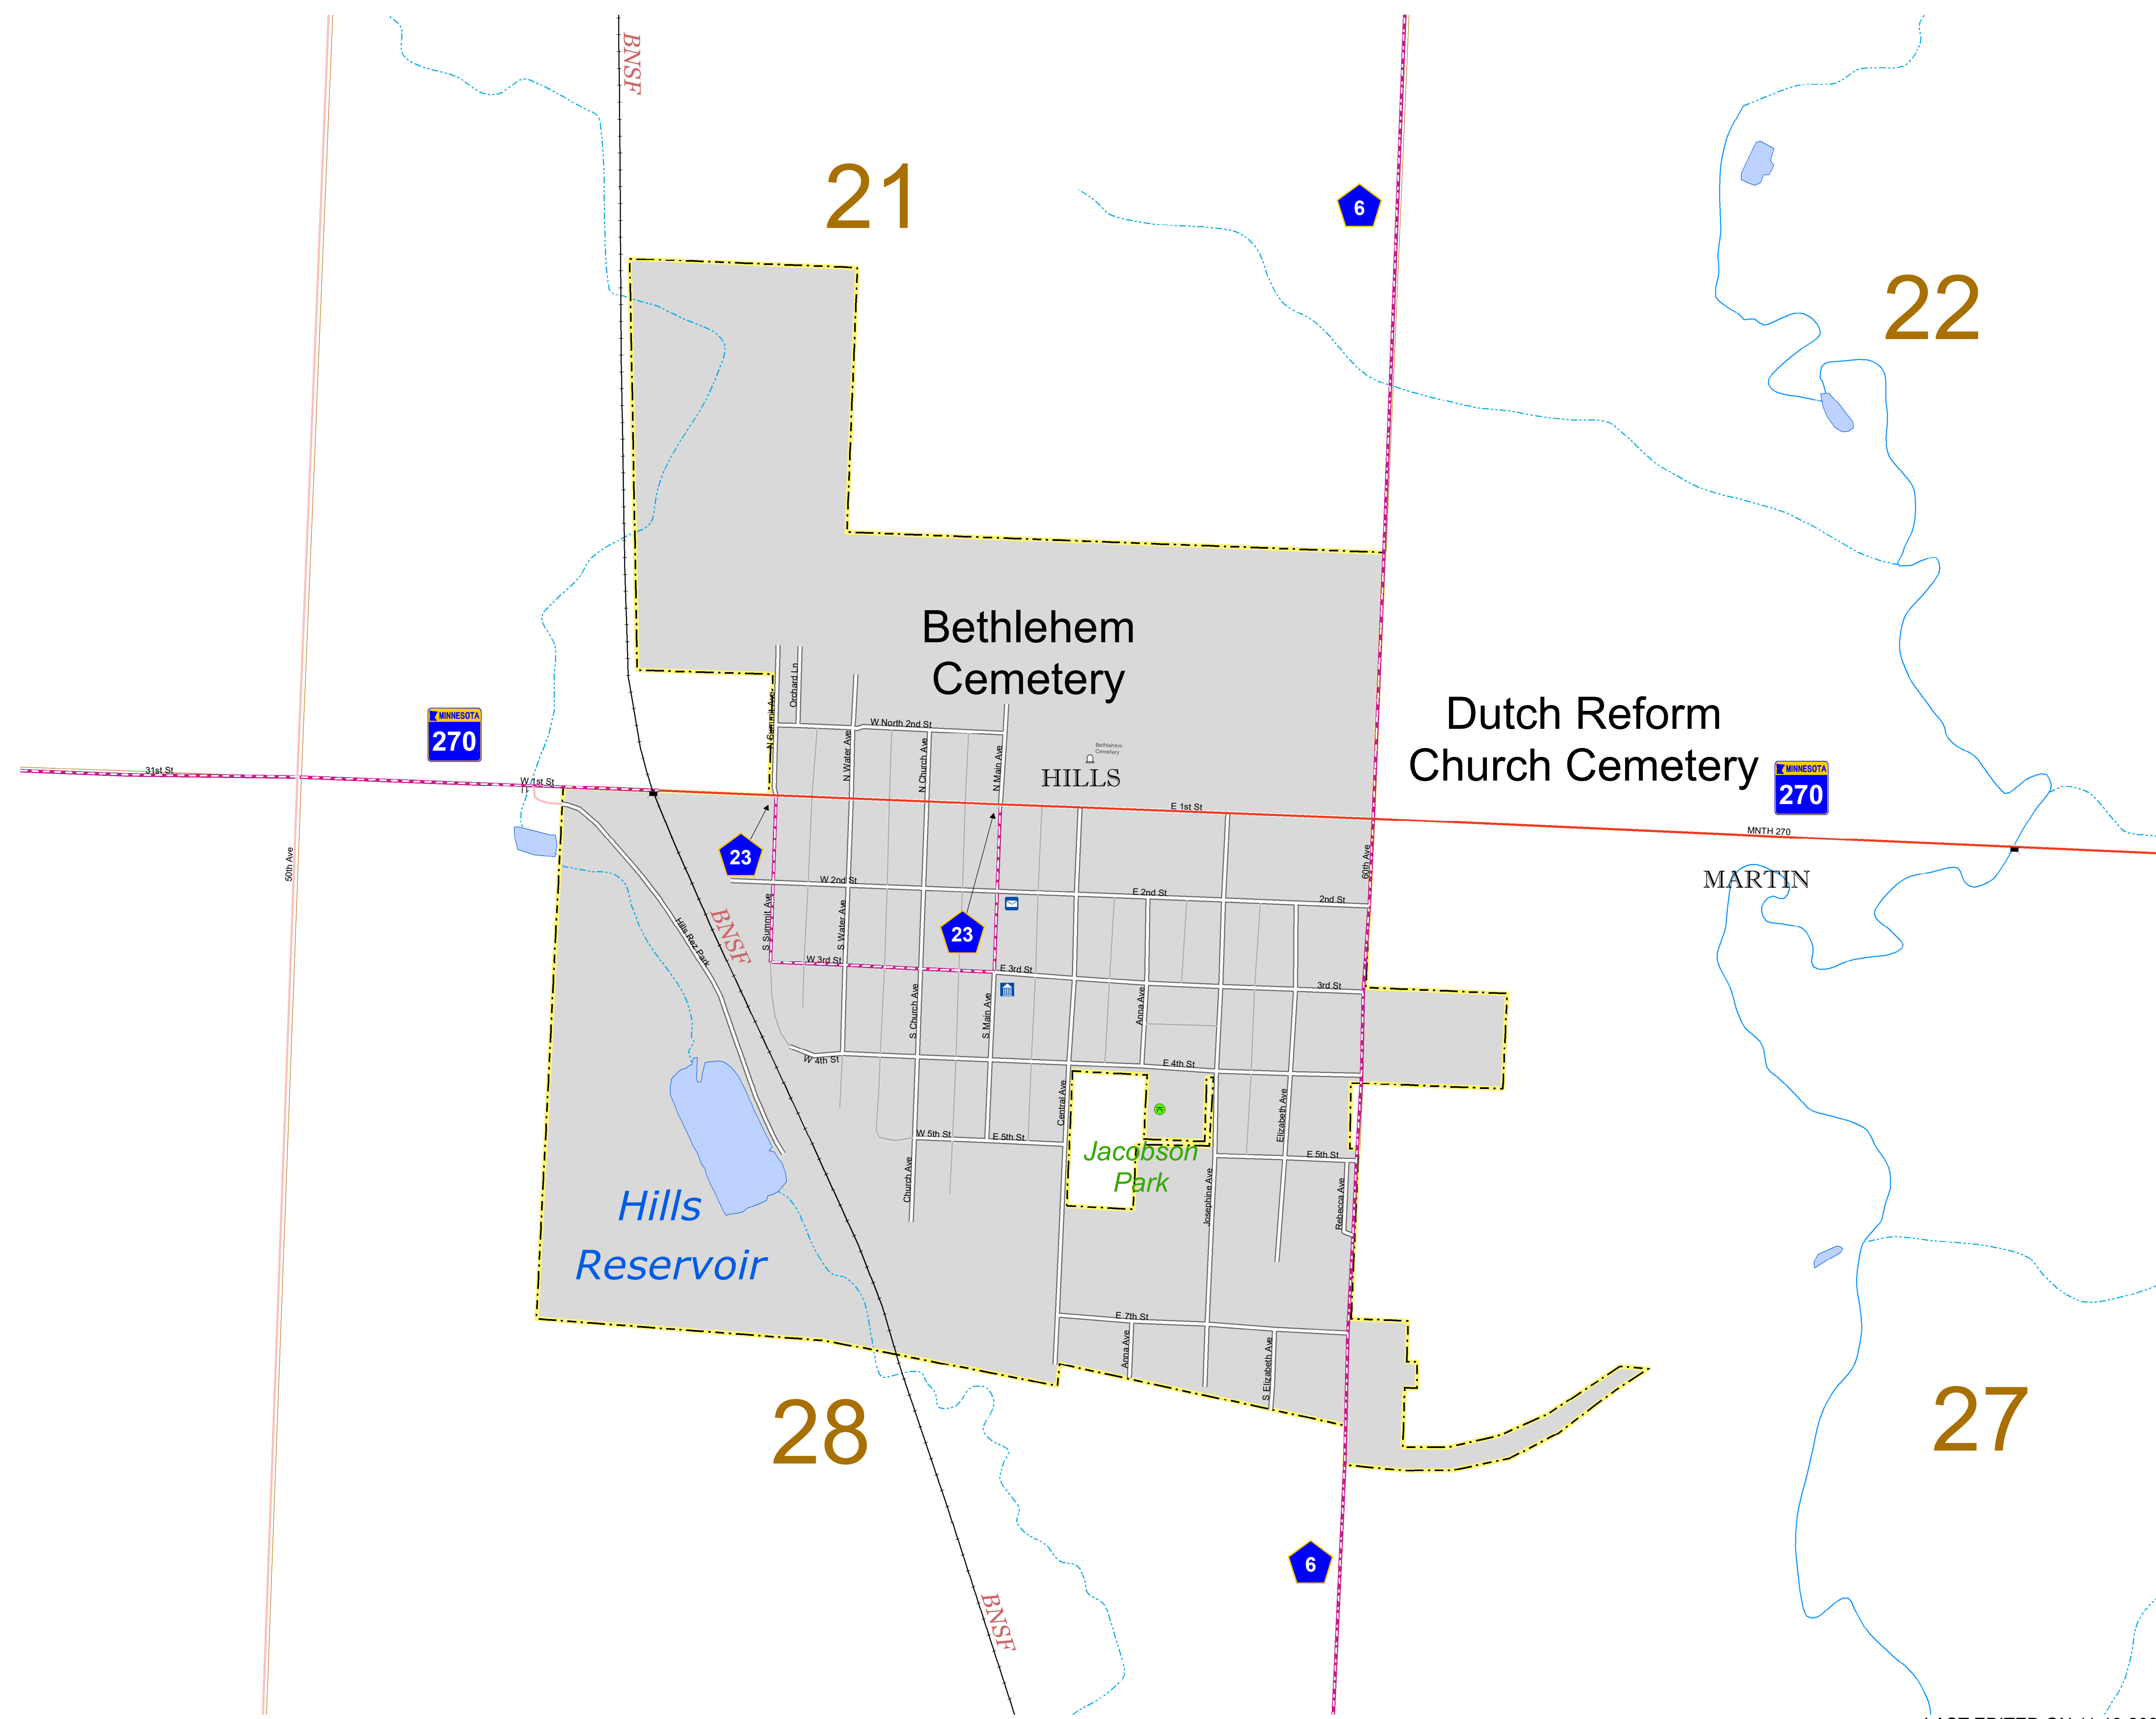 BNSF
21
6
22
Bethlehem
Cemetery
Orchard Ln
N Summit Ave
W North 2nd St
N Water Ave
N Church Ave
N Main Ave
Bethlehem
Cemetery
HILLS
Dutch Reform
Church Cemetery
MINNESOTA
270
MINNESOTA
270
31st St
W 1st St
E 1st St
MNTH 270
60th Ave
50th Ave
23
MARTIN
W 2nd St
E 2nd St
2nd St
S Summit Ave
S Water Ave
23
BNSF
Hills Rez Park
W 3rd St
E 3rd St
3rd St
S Church Ave
S Main Ave
Anna Ave
W 4th St
E 4th St
Central Ave
Elizabeth Ave
W 5th St
E 5th St
E 5th St
Jacobson
Park
Church Ave
Josephine Ave
Rebecca Ave
Hills
Reservoir
E 7th St
Anna Ave
S Elizabeth Ave
28
27
6
BNSF